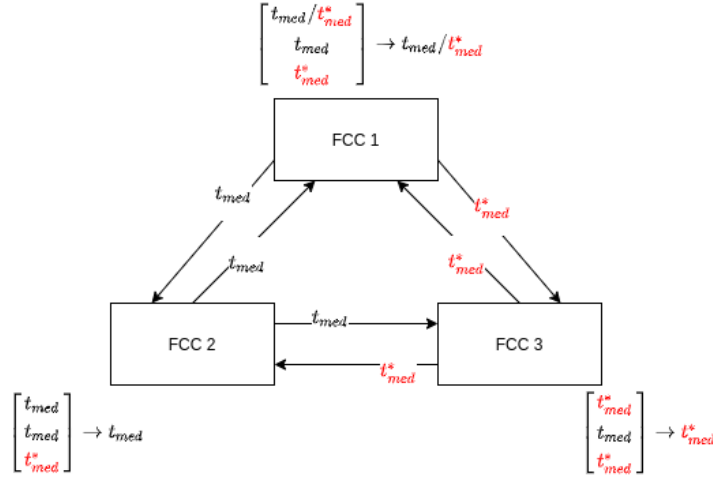 t_med/t*_med
t_med → t_med/t*_med
t*_med
FCC 1
t_med
t*_med
t_med
t*_med
FCC 2
t_med
FCC 3
t*_med
t_med
t_med → t_med
t*_med
t*_med
t_med → t*_med
t*_med